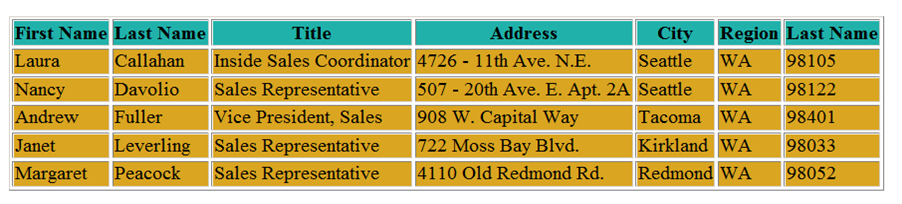 First Name Last Name Title Address City Region Last Name
Laura Callahan Inside Sales Coordinator 4726 - 11th Ave. N.E. Seattle WA 98105
Nancy Davolio Sales Representative 507 - 20th Ave. E. Apt. 2A Seattle WA 98122
Andrew Fuller Vice President, Sales 908 W. Capital Way Tacoma WA 98401
Janet Leverling Sales Representative 722 Moss Bay Blvd. Kirkland WA 98033
Margaret Peacock Sales Representative 4110 Old Redmond Rd. Redmond WA 98052